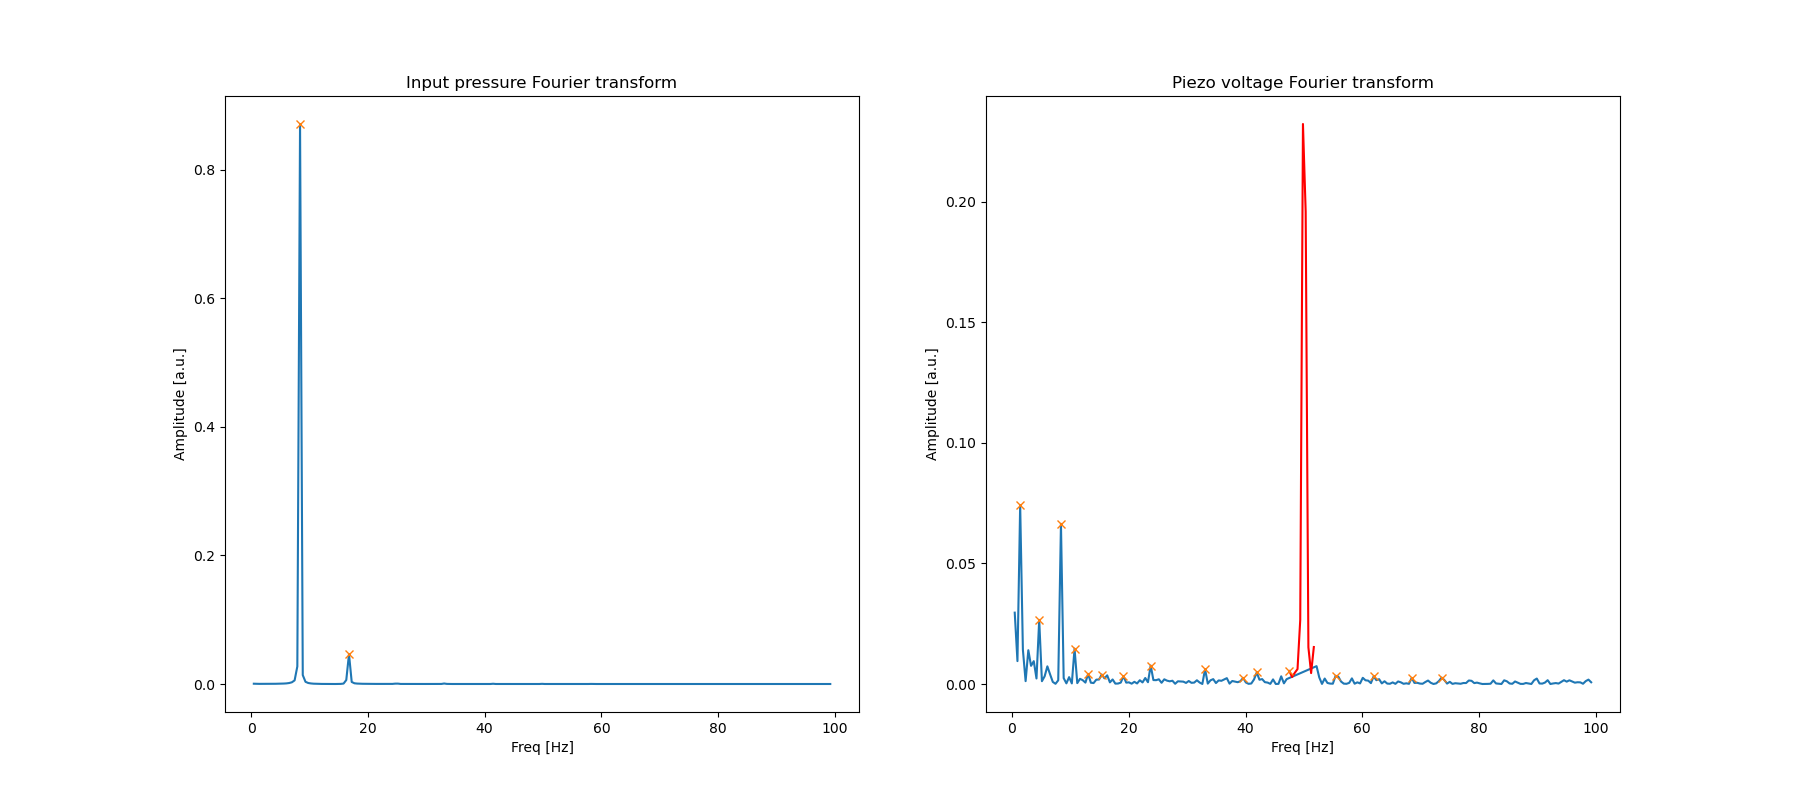 Input pressure Fourier transform
Amplitude [a.u.]
0.8
0.6
0.4
0.2
0.0
0 20 40 60 80 100
Freq [Hz]
Piezo voltage Fourier transform
Amplitude [a.u.]
0.20
0.15
0.10
0.05
0.00
0 20 40 60 80 100
Freq [Hz]